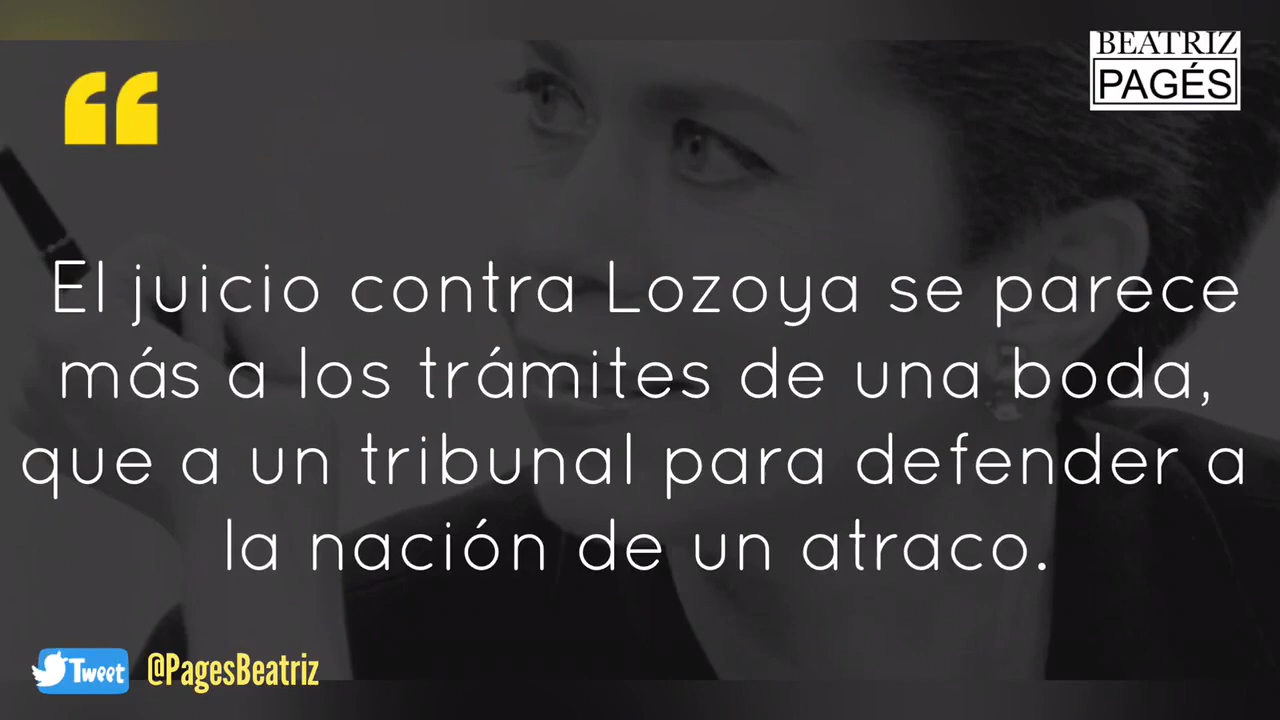 BEATRIZ
PAGÉS
El juicio contra Lozoya se parece
más a los trámites de una boda,
que a un tribunal para defender a
la nación de un atraco.
Tweet @PagesBeatriz